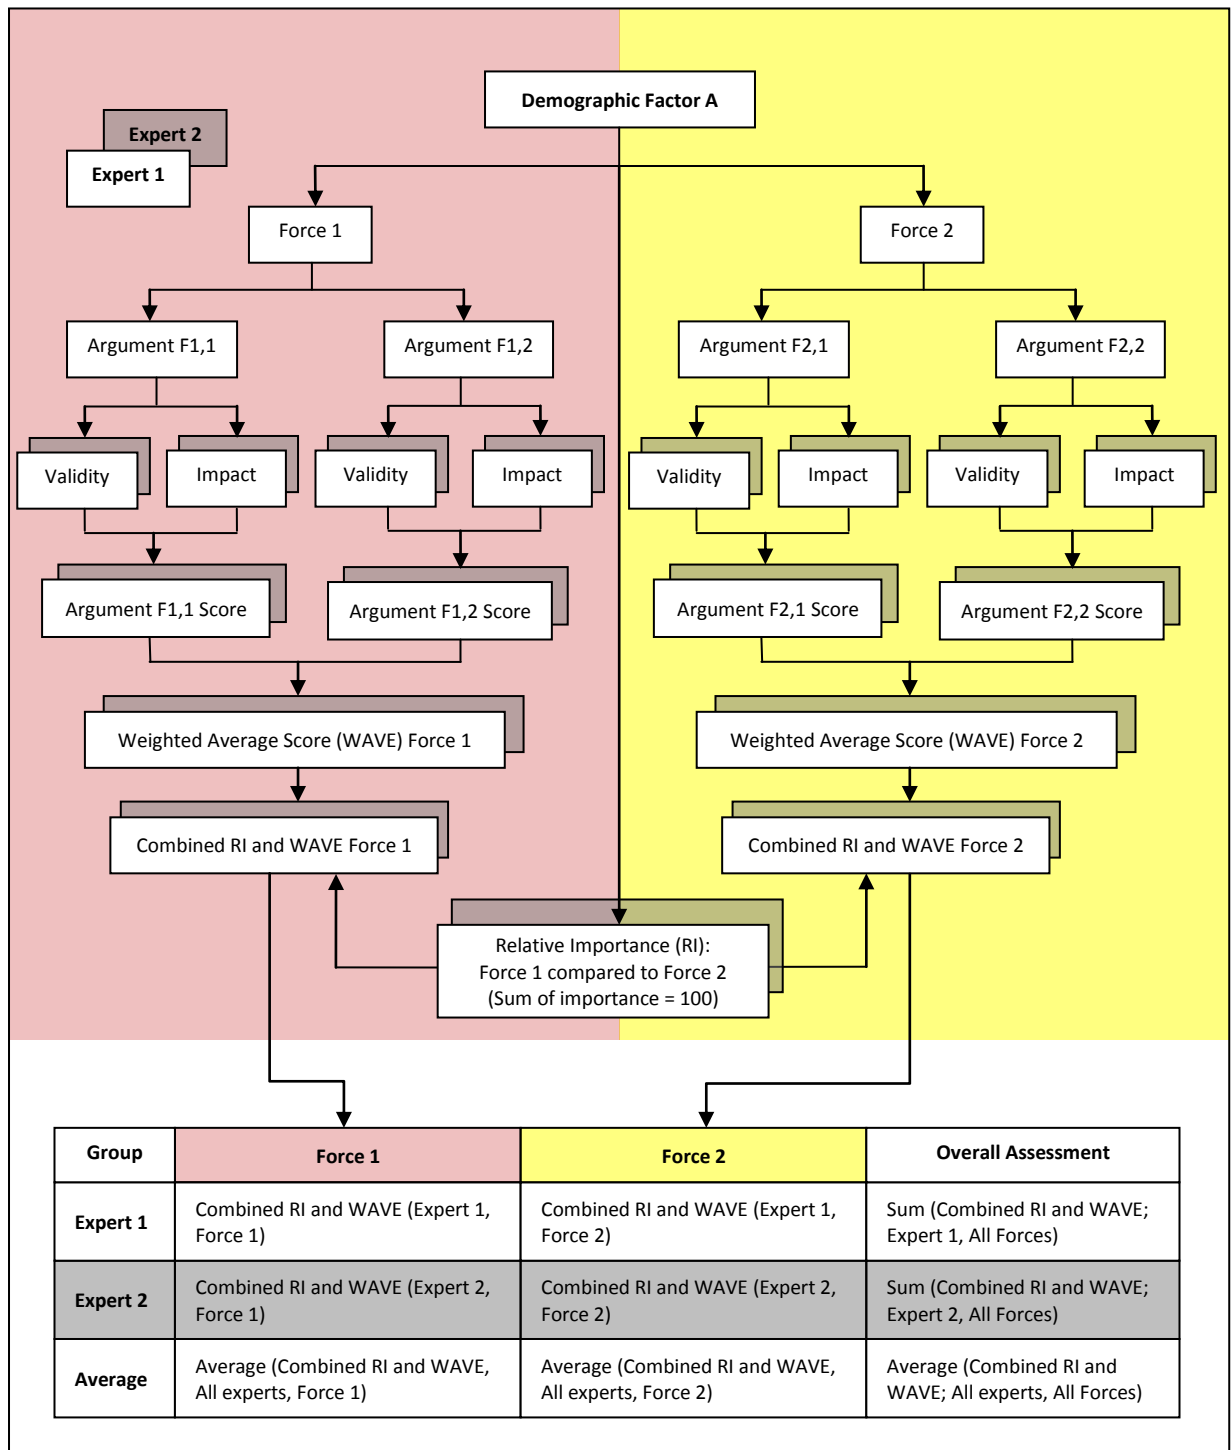 Demographic Factor A
Expert 2
Expert 1
Force 1
Force 2
Argument F1,1
Argument F1,2
Argument F2,1
Argument F2,2
Validity
Impact
Validity
Impact
Validity
Impact
Validity
Impact
Argument F1,1 Score
Argument F1,2 Score
Argument F2,1 Score
Argument F2,2 Score
Weighted Average Score (WAVE) Force 1
Weighted Average Score (WAVE) Force 2
Combined RI and WAVE Force 1
Combined RI and WAVE Force 2
Relative Importance (RI):
Force 1 compared to Force 2
(Sum of importance = 100)
Group
Force 1
Force 2
Overall Assessment
Expert 1
Combined RI and WAVE (Expert 1,
Force 1)
Combined RI and WAVE (Expert 1,
Force 2)
Sum (Combined RI and WAVE;
Expert 1, All Forces)
Expert 2
Combined RI and WAVE (Expert 2,
Force 1)
Combined RI and WAVE (Expert 2,
Force 2)
Sum (Combined RI and WAVE;
Expert 2, All Forces)
Average
Average (Combined RI and WAVE,
All experts, Force 1)
Average (Combined RI and WAVE,
All experts, Force 2)
Average (Combined RI and
WAVE; All experts, All Forces)